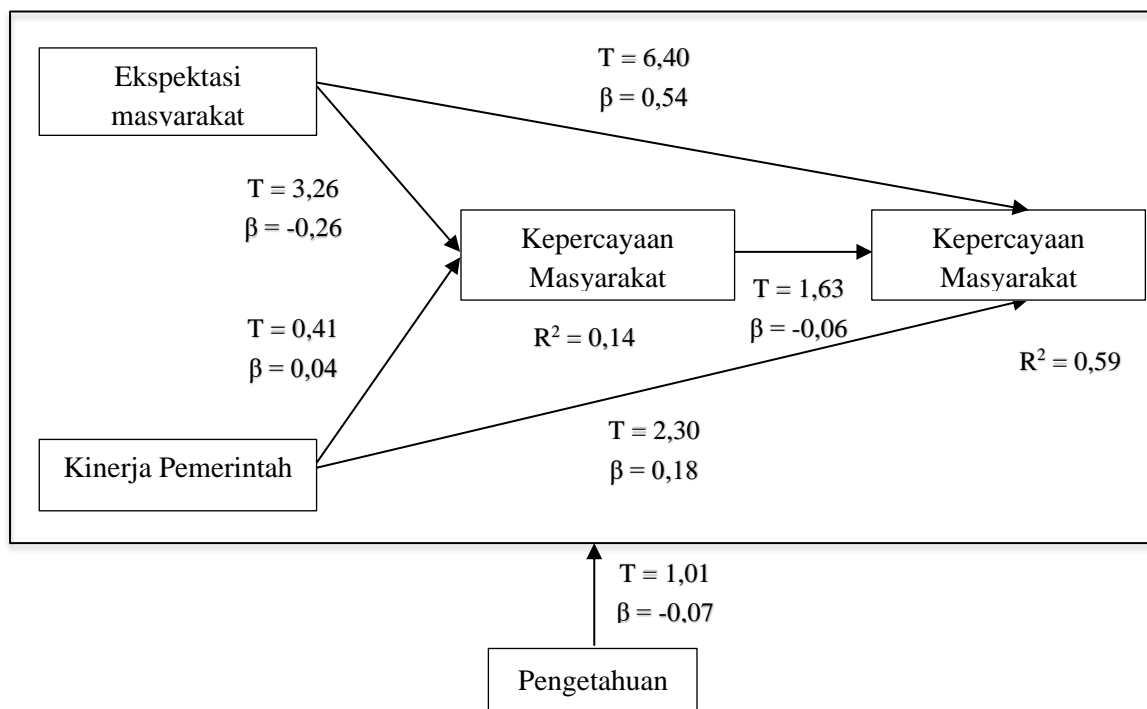 Ekspektasi
masyarakat
T = 6,40
β = 0,54
T = 3,26
β = -0,26
Kepercayaan
Masyarakat
Kepercayaan
Masyarakat
T = 1,63
β = -0,06
T = 0,41
β = 0,04
R² = 0,14
R² = 0,59
T = 2,30
β = 0,18
Kinerja Pemerintah
T = 1,01
β = -0,07
Pengetahuan